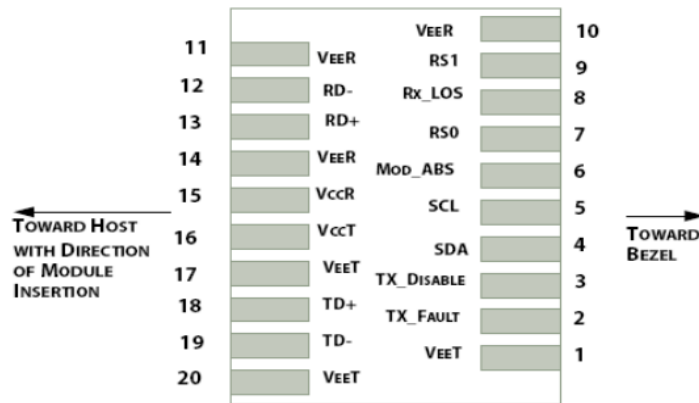 11 VEER
12 RD-
13 RD+
14 VEER
15 VCCR
16 VCCT
17 VEET
18 TD+
19 TD-
20 VEET
VEER 10
RS1 9
RX_LOS 8
RS0 7
MOD_ABS 6
SCL 5
SDA 4
TX_DISABLE 3
TX_FAULT 2
VEET 1
TOWARD HOST
WITH DIRECTION
OF MODULE
INSERTION
TOWARD
BEZEL